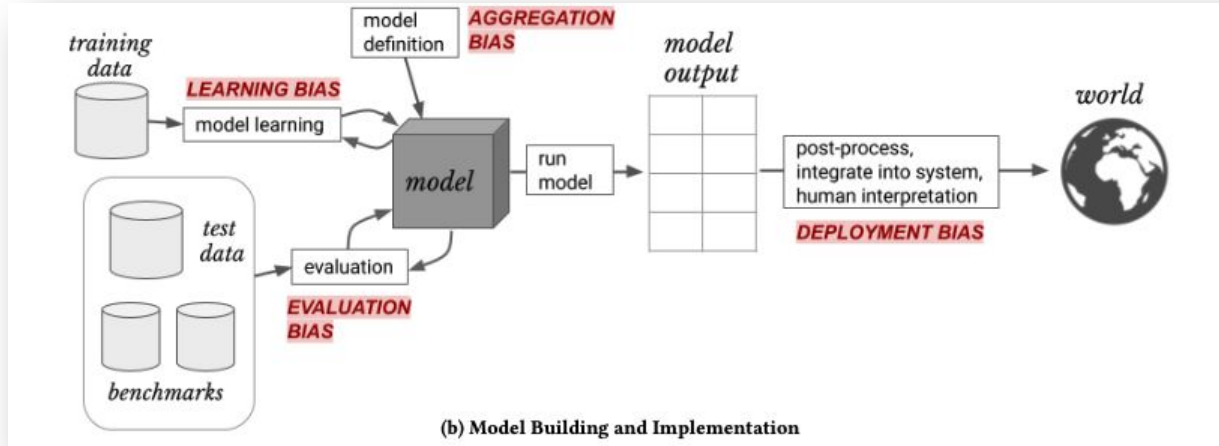 training
data
LEARNING BIAS
model learning
model
definition
AGGREGATION
BIAS
model
test
data
benchmarks
evaluation
EVALUATION
BIAS
run
model
model
output
post-process,
integrate into system,
human interpretation
DEPLOYMENT BIAS
world
(b) Model Building and Implementation